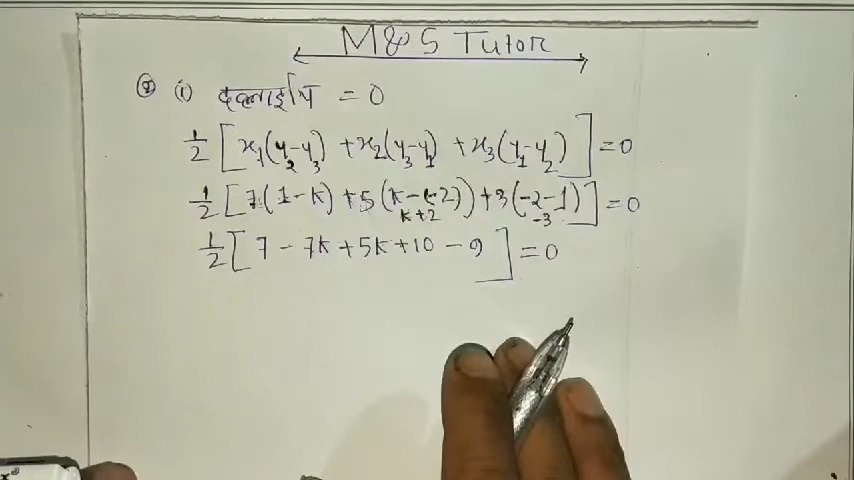 M&S Tutor
② (i) = 0
1/2 [x₁(y₂-y₃) + x₂(y₃-y₁) + x₃(y₁-y₂)] = 0
1/2 [7(1-k) + 5(k-(-2)) + 3(-2-1)] = 0
k+2 -3
1/2 [7 - 7k + 5k + 10 - 9] = 0